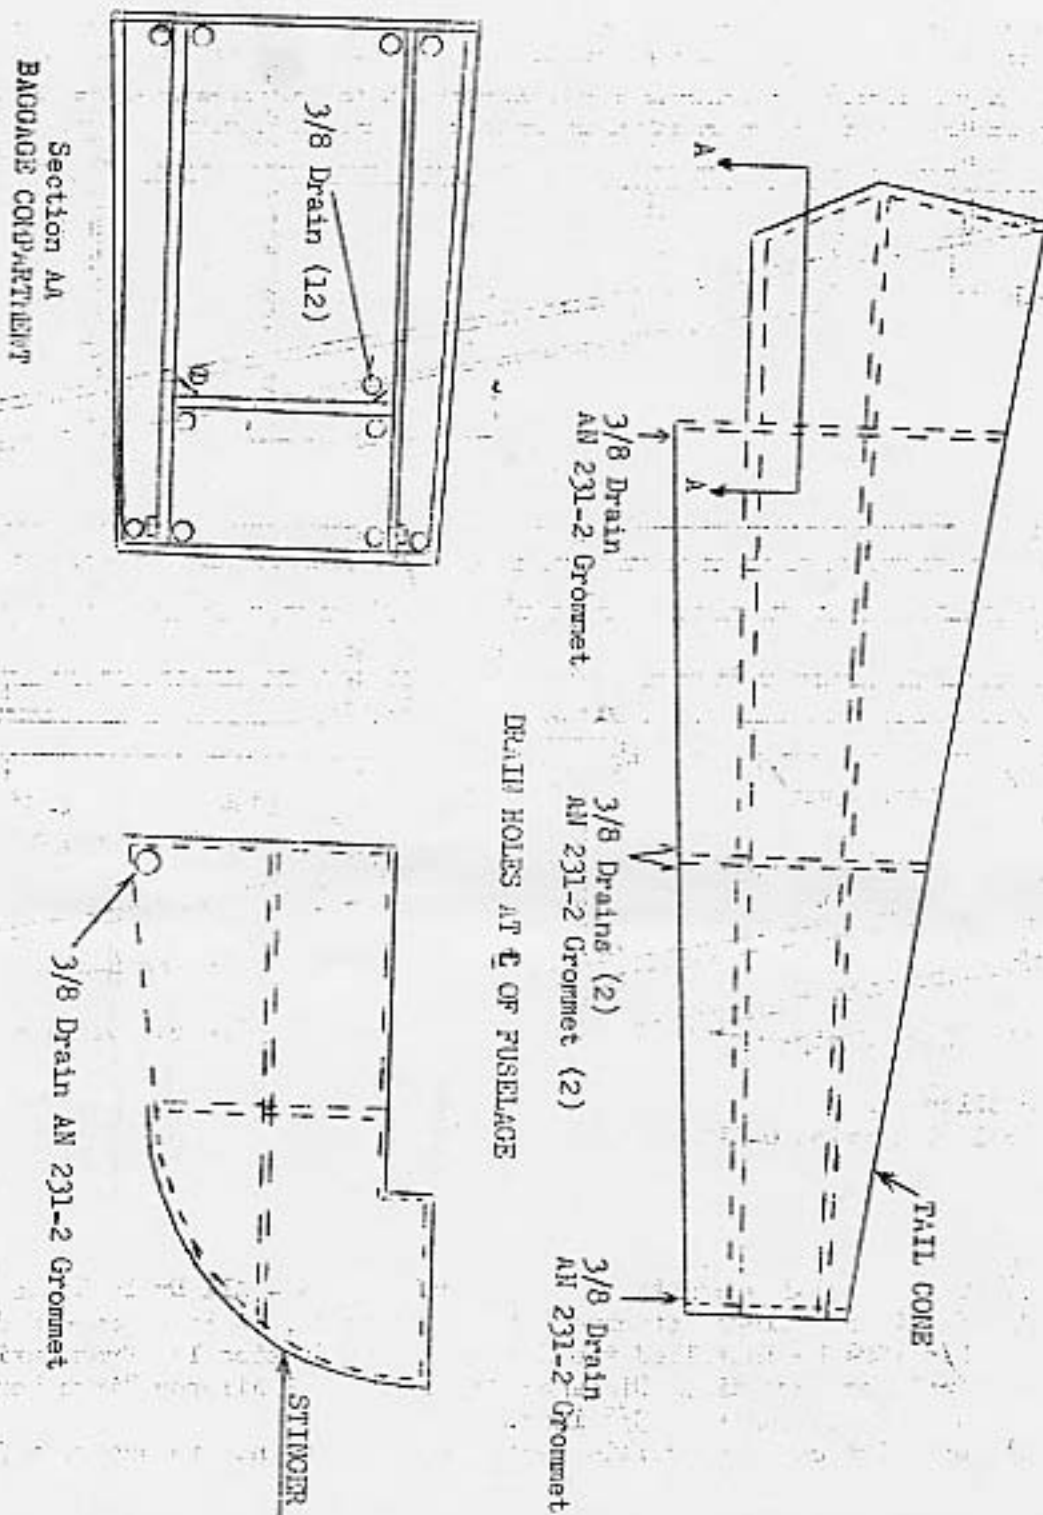 A
A
TAIL CONE
3/8 Drain
AN 231-2 Grommet
3/8 Drains (2)
AN 231-2 Grommet (2)
3/8 Drain
AN 231-2 Grommet
DRAIN HOLES AT ℄ OF FUSELAGE
3/8 Drain (12)
Section AA
BAGGAGE COMPARTMENT
STINGER
3/8 Drain AN 231-2 Grommet